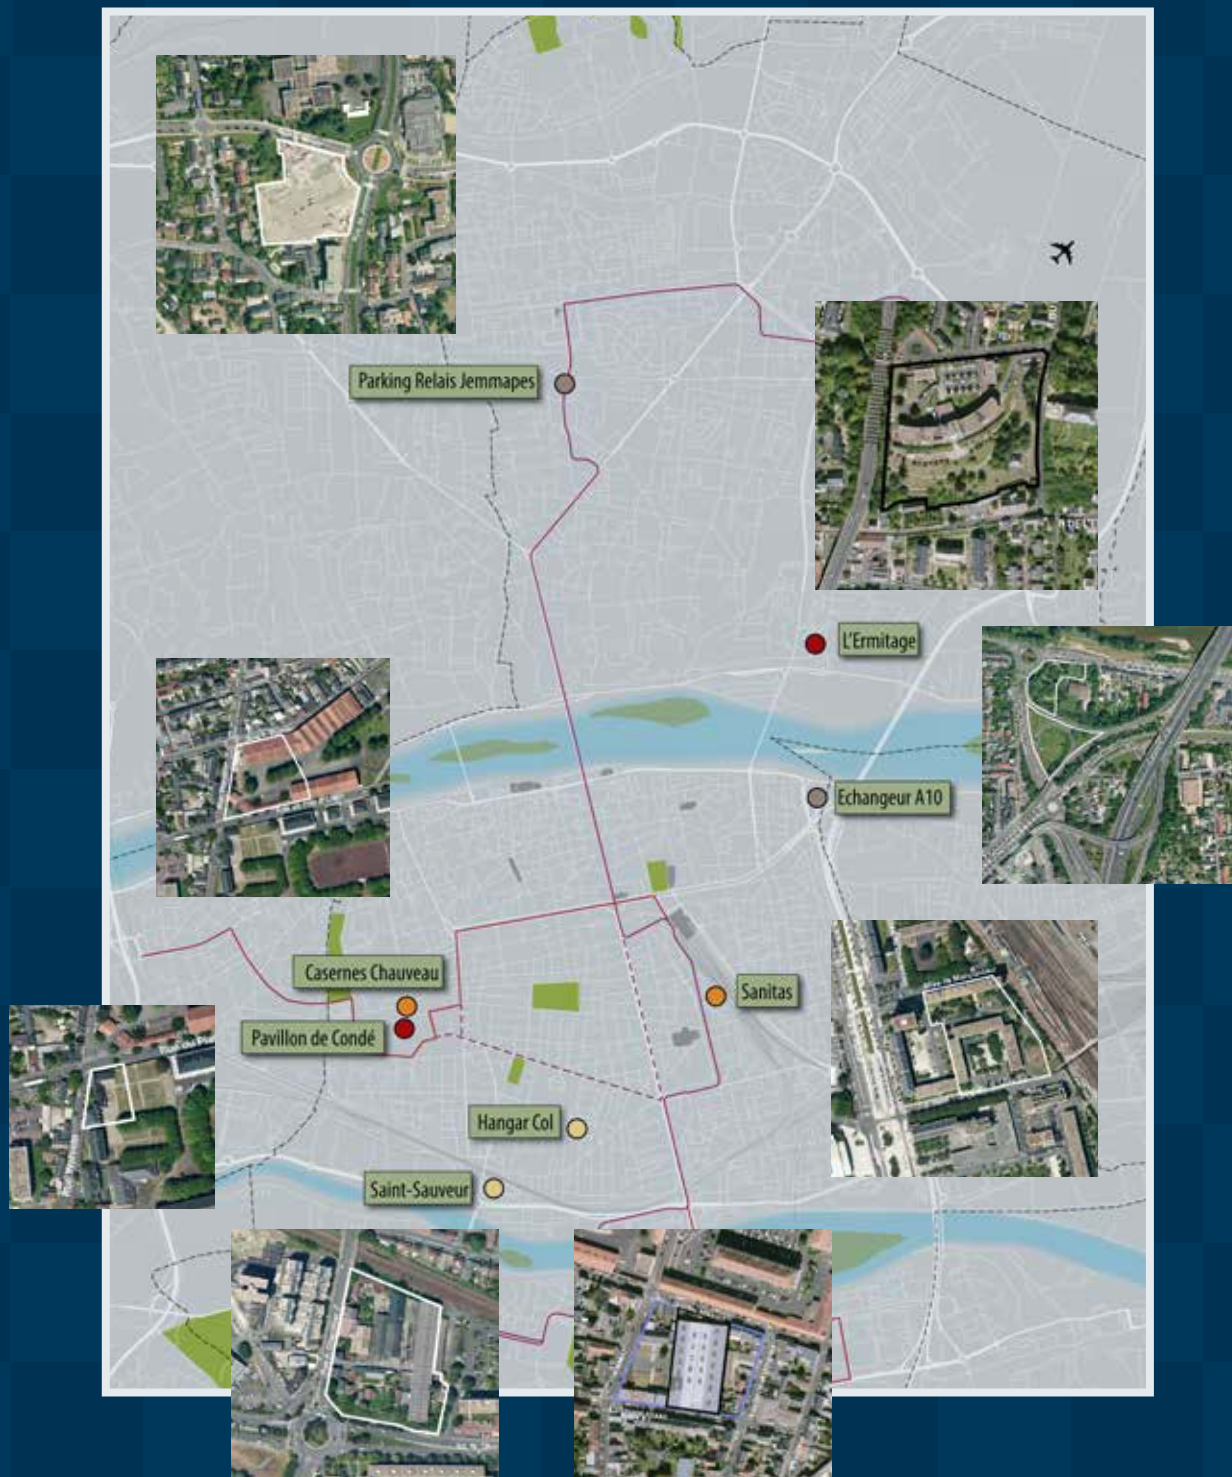 Parking Relais Jemmapes
L'Ermitage
Echangeur A10
Casernes Chauveau
Sanitas
Pavillon de Condé
Hangar Col
Saint-Sauveur